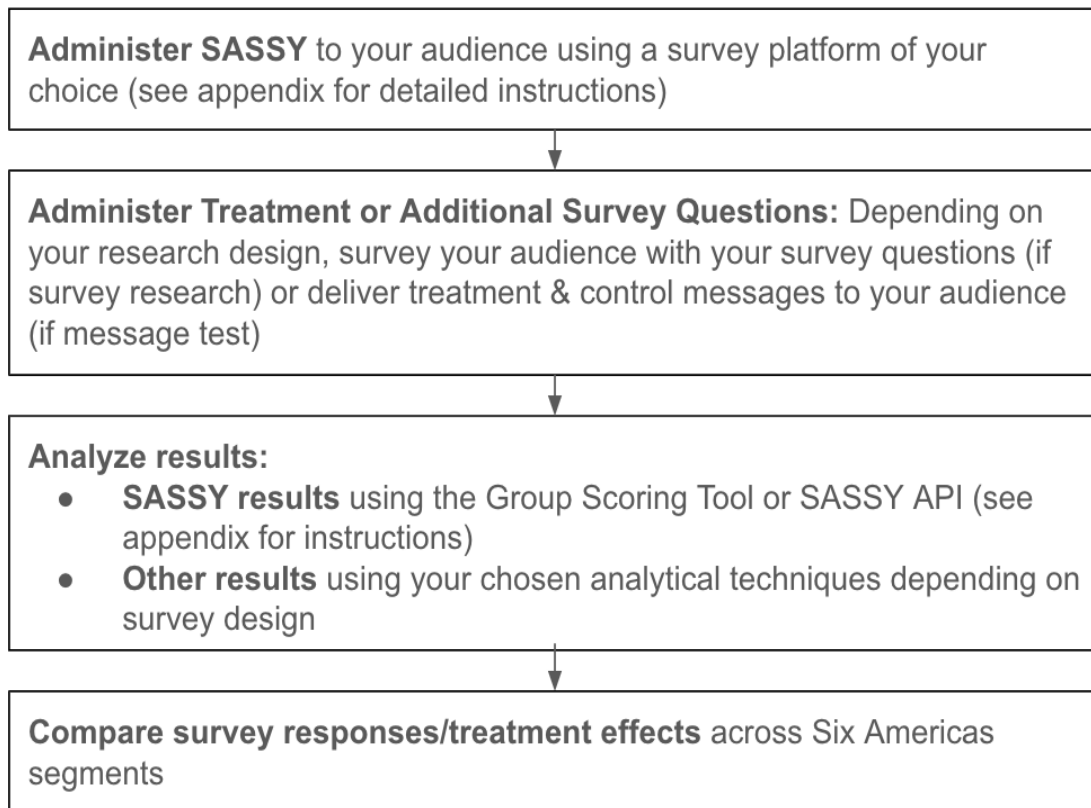 Administer SASSY to your audience using a survey platform of your
choice (see appendix for detailed instructions)
Administer Treatment or Additional Survey Questions: Depending on
your research design, survey your audience with your survey questions (if
survey research) or deliver treatment & control messages to your audience
(if message test)
Analyze results:
● SASSY results using the Group Scoring Tool or SASSY API (see
appendix for instructions)
● Other results using your chosen analytical techniques depending on
survey design
Compare survey responses/treatment effects across Six Americas
segments